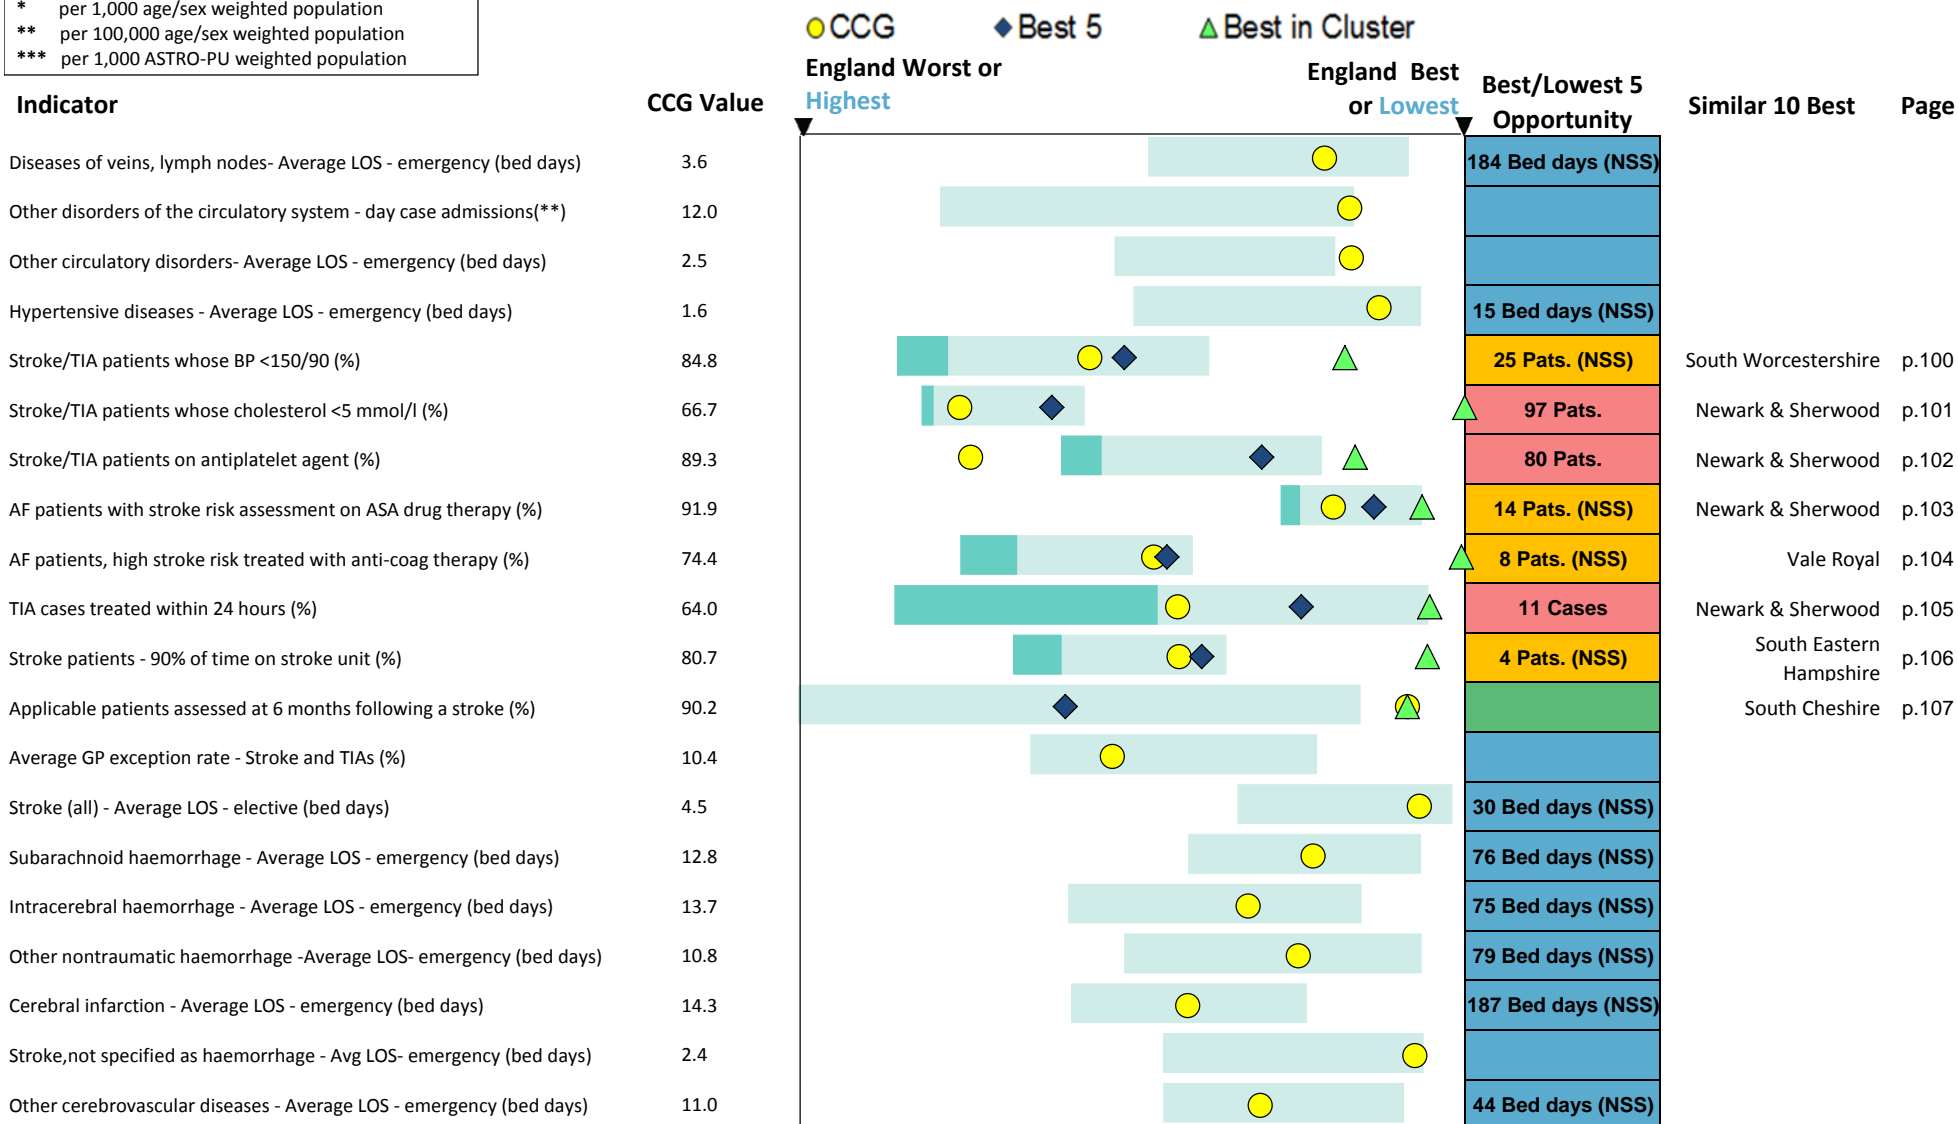 * per 1,000 age/sex weighted population
** per 100,000 age/sex weighted population
*** per 1,000 ASTRO-PU weighted population
CCG Best 5 Best in Cluster
England Worst or Highest
England Best or Lowest
Indicator CCG Value Best/Lowest 5 Opportunity Similar 10 Best Page
Diseases of veins, lymph nodes- Average LOS - emergency (bed days) 3.6 184 Bed days (NSS)
Other disorders of the circulatory system - day case admissions(**) 12.0
Other circulatory disorders- Average LOS - emergency (bed days) 2.5
Hypertensive diseases - Average LOS - emergency (bed days) 1.6 15 Bed days (NSS)
Stroke/TIA patients whose BP <150/90 (%) 84.8 25 Pats. (NSS) South Worcestershire p.100
Stroke/TIA patients whose cholesterol <5 mmol/l (%) 66.7 97 Pats. Newark & Sherwood p.101
Stroke/TIA patients on antiplatelet agent (%) 89.3 80 Pats. Newark & Sherwood p.102
AF patients with stroke risk assessment on ASA drug therapy (%) 91.9 14 Pats. (NSS) Newark & Sherwood p.103
AF patients, high stroke risk treated with anti-coag therapy (%) 74.4 8 Pats. (NSS) Vale Royal p.104
TIA cases treated within 24 hours (%) 64.0 11 Cases Newark & Sherwood p.105
Stroke patients - 90% of time on stroke unit (%) 80.7 4 Pats. (NSS) South Eastern Hampshire p.106
Applicable patients assessed at 6 months following a stroke (%) 90.2 South Cheshire p.107
Average GP exception rate - Stroke and TIAs (%) 10.4
Stroke (all) - Average LOS - elective (bed days) 4.5 30 Bed days (NSS)
Subarachnoid haemorrhage - Average LOS - emergency (bed days) 12.8 76 Bed days (NSS)
Intracerebral haemorrhage - Average LOS - emergency (bed days) 13.7 75 Bed days (NSS)
Other nontraumatic haemorrhage -Average LOS- emergency (bed days) 10.8 79 Bed days (NSS)
Cerebral infarction - Average LOS - emergency (bed days) 14.3 187 Bed days (NSS)
Stroke,not specified as haemorrhage - Avg LOS- emergency (bed days) 2.4
Other cerebrovascular diseases - Average LOS - emergency (bed days) 11.0 44 Bed days (NSS)